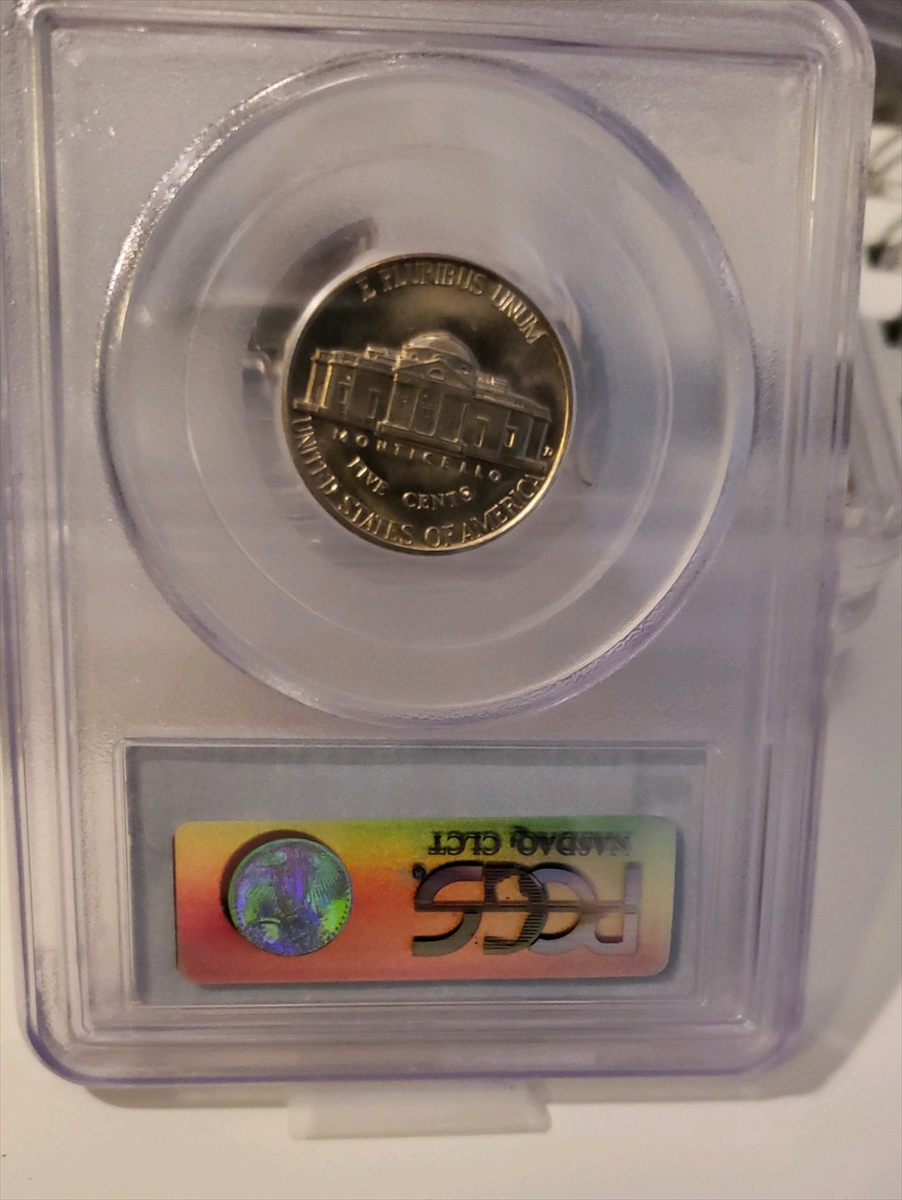 E PLURIBUS UNUM
MONTICELLO
D
FIVE CENTS
UNITED STATES OF AMERICA
NASDAQ, CLCT
PCGS